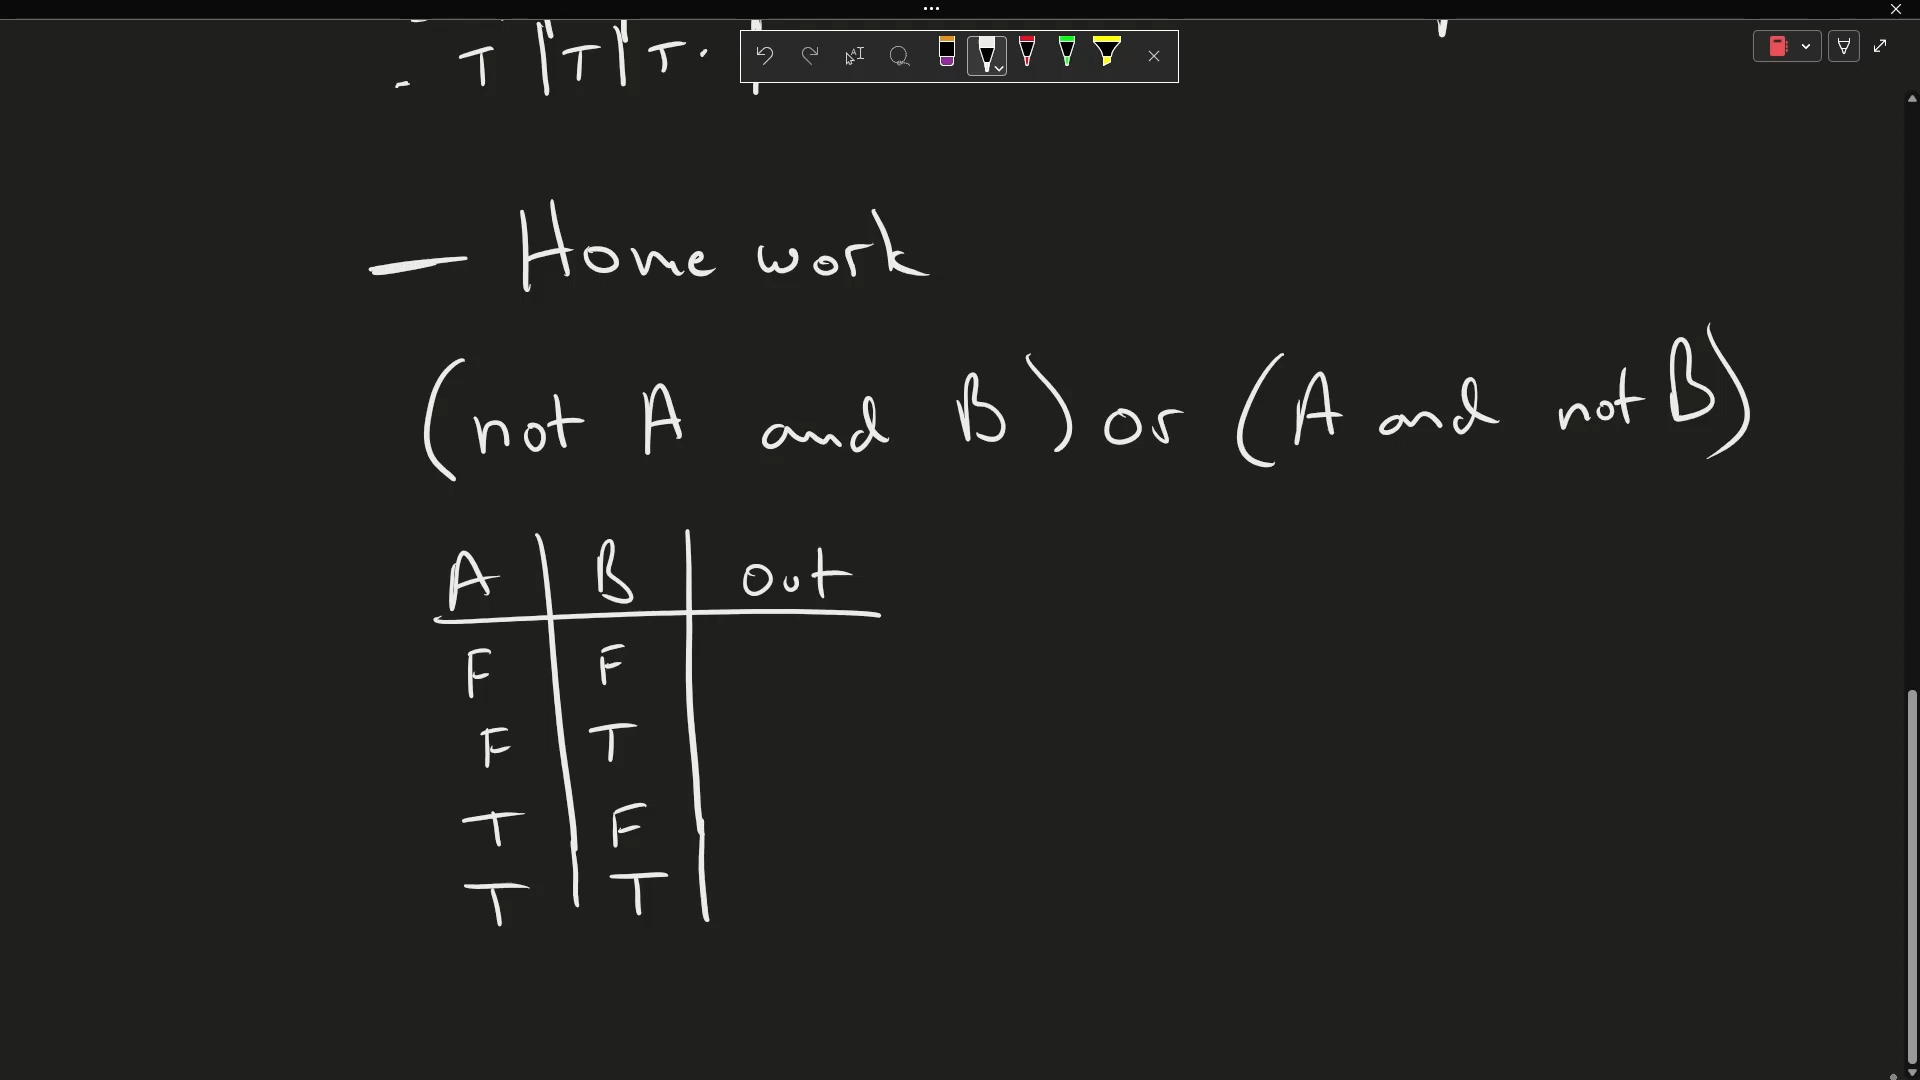 - T | T | T .
— Home work
(not A and B) or (A and not B)
A | B | out
F | F |
F | T |
T | F |
T | T |